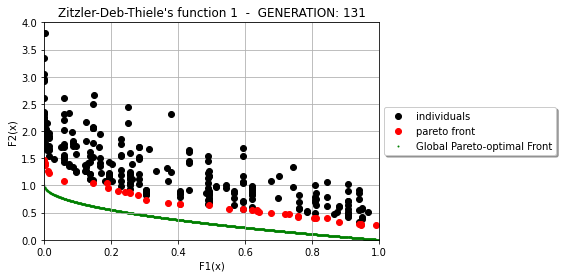 Zitzler-Deb-Thiele's function 1 - GENERATION: 131
4.0
3.5
3.0
2.5
2.0
1.5
1.0
0.5
0.0
F2(x)
0.0 0.2 0.4 0.6 0.8 1.0
F1(x)
individuals
pareto front
Global Pareto-optimal Front